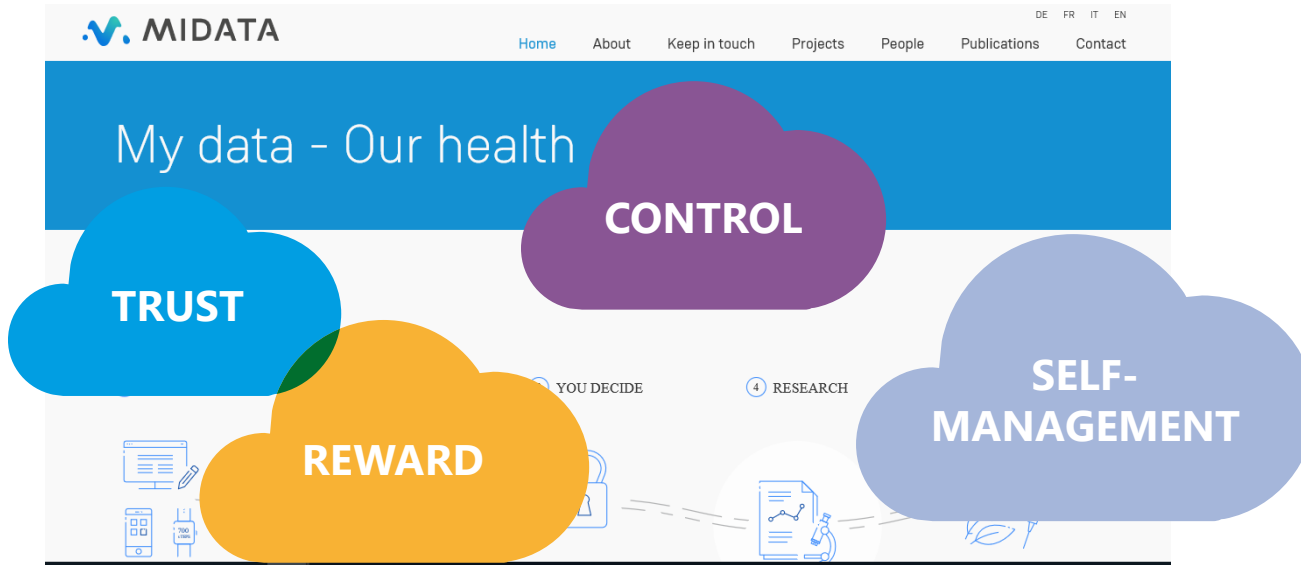 MIDATA
DE FR IT EN
Home About Keep in touch Projects People Publications Contact
My data - Our health
CONTROL
TRUST
SELF-
MANAGEMENT
YOU DECIDE
4 RESEARCH
REWARD
700